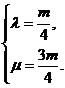 λ = m/4,
μ = 3m/4.